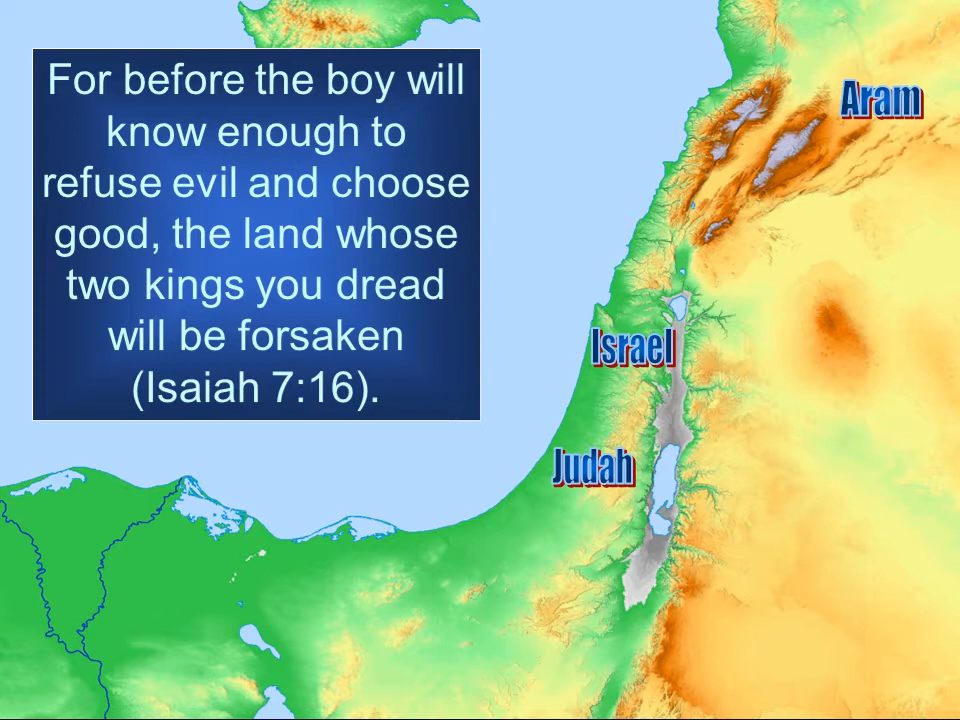 For before the boy will
know enough to
refuse evil and choose
good, the land whose
two kings you dread
will be forsaken
(Isaiah 7:16).
Aram
Israel
Judah